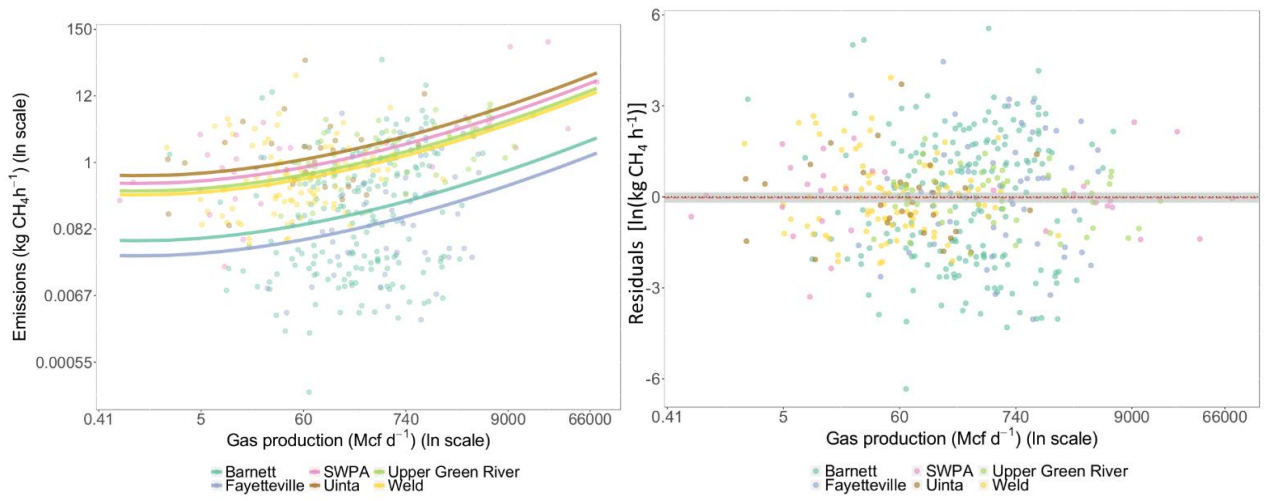 150
12
1
0.082
0.0067
0.00055
Emissions (kg CH₄h⁻¹) (ln scale)
0.41 5 60 740 9000 66000
Gas production (Mcf d⁻¹) (ln scale)
Barnett SWPA Upper Green River
Fayetteville Uinta Weld
6
3
0
-3
-6
Residuals [ln(kg CH₄ h⁻¹)]
0.41 5 60 740 9000 66000
Gas production (Mcf d⁻¹) (ln scale)
Barnett SWPA Upper Green River
Fayetteville Uinta Weld